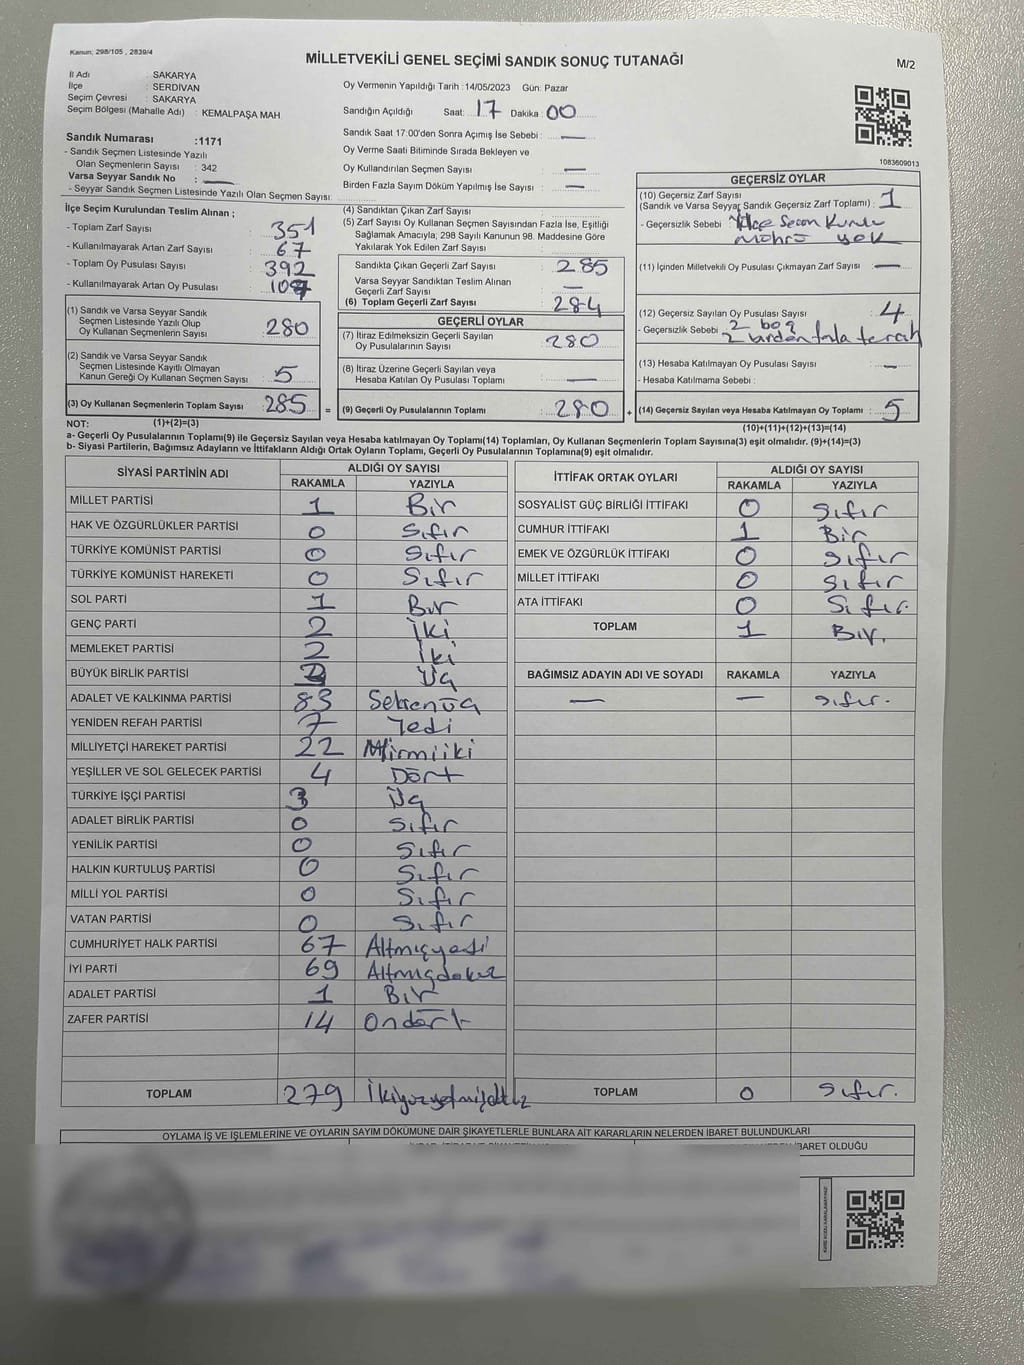 Kanun; 298/105 , 2839/4
MİLLETVEKİLİ GENEL SEÇİMİ SANDIK SONUÇ TUTANAĞI
M/2
İl Adı : SAKARYA
İlçe : SERDİVAN
Seçim Çevresi : SAKARYA
Seçim Bölgesi (Mahalle Adı) : KEMALPAŞA MAH
Sandık Numarası :1171
- Sandık Seçmen Listesinde Yazılı
Olan Seçmenlerin Sayısı : 342
Varsa Seyyar Sandık No : —
- Seyyar Sandık Seçmen Listesinde Yazılı Olan Seçmen Sayısı:
Oy Vermenin Yapıldığı Tarih :14/05/2023 Gün: Pazar
Sandığın Açıldığı Saat: 17 Dakika: 00
Sandık Saat 17:00'den Sonra Açımış İse Sebebi : —
Oy Verme Saati Bitiminde Sırada Bekleyen ve
Oy Kullandırılan Seçmen Sayısı : —
Birden Fazla Sayım Döküm Yapılmış İse Sayısı : —
1083609013
İlçe Seçim Kurulundan Teslim Alınan ;
- Toplam Zarf Sayısı : 351
- Kullanılmayarak Artan Zarf Sayısı : 67
- Toplam Oy Pusulası Sayısı : 392
- Kullanılmayarak Artan Oy Pusulası :
(1) Sandık ve Varsa Seyyar Sandık
Seçmen Listesinde Yazılı Olup
Oy Kullanan Seçmenlerin Sayısı : 280
(2) Sandık ve Varsa Seyyar Sandık
Seçmen Listesinde Kayıtlı Olmayan
Kanun Gereği Oy Kullanan Seçmen Sayısı : 5
(3) Oy Kullanan Seçmenlerin Toplam Sayısı : 285 =
(4) Sandıktan Çıkan Zarf Sayısı :
(5) Zarf Sayısı Oy Kullanan Seçmen Sayısından Fazla İse, Eşitliği
Sağlamak Amacıyla, 298 Sayılı Kanunun 98. Maddesine Göre
Yakılarak Yok Edilen Zarf Sayısı :
Sandıkta Çıkan Geçerli Zarf Sayısı : 285
Varsa Seyyar Sandıktan Teslim Alınan
Geçerli Zarf Sayısı : —
(6) Toplam Geçerli Zarf Sayısı : 284
GEÇERLİ OYLAR
(7) İtiraz Edilmeksizin Geçerli Sayılan
Oy Pusulalarının Sayısı : 280
(8) İtiraz Üzerine Geçerli Sayılan veya
Hesaba Katılan Oy Pusulası Toplamı : —
(9) Geçerli Oy Pusulalarının Toplamı : 280 +
GEÇERSİZ OYLAR
(10) Geçersiz Zarf Sayısı
(Sandık ve Varsa Seyyar Sandık Geçersiz Zarf Toplamı) : 1
- Geçersizlik Sebebi : İlçe Seçim Kurulu
mührü yok
(11) İçinden Milletvekili Oy Pusulası Çıkmayan Zarf Sayısı : —
(12) Geçersiz Sayılan Oy Pusulası Sayısı : 4
- Geçersizlik Sebebi : 2 boş
2 birden fazla tercih
(13) Hesaba Katılmayan Oy Pusulası Sayısı : —
- Hesaba Katılmama Sebebi :
(14) Geçersiz Sayılan veya Hesaba Katılmayan Oy Toplamı : 5
NOT: (1)+(2)=(3) (10)+(11)+(12)+(13)=(14)
a- Geçerli Oy Pusulalarının Toplamı(9) ile Geçersiz Sayılan veya Hesaba katılmayan Oy Toplamı(14) Toplamları, Oy Kullanan Seçmenlerin Toplam Sayısına(3) eşit olmalıdır. (9)+(14)=(3)
b- Siyasi Partilerin, Bağımsız Adayların ve İttifakların Aldığı Ortak Oyların Toplamı, Geçerli Oy Pusulalarının Toplamına(9) eşit olmalıdır.
SİYASİ PARTİNİN ADI ALDIĞI OY SAYISI
RAKAMLA YAZIYLA
MİLLET PARTİSİ 1 Bir
HAK VE ÖZGÜRLÜKLER PARTİSİ 0 Sıfır
TÜRKİYE KOMÜNİST PARTİSİ 0 Sıfır
TÜRKİYE KOMÜNİST HAREKETİ 0 Sıfır
SOL PARTİ 1 Bir
GENÇ PARTİ 2 İki
MEMLEKET PARTİSİ 2 İki
BÜYÜK BİRLİK PARTİSİ 3 Üç
ADALET VE KALKINMA PARTİSİ 83 Seksenüç
YENİDEN REFAH PARTİSİ 7 Yedi
MİLLİYETÇİ HAREKET PARTİSİ 22 Yirmiiki
YEŞİLLER VE SOL GELECEK PARTİSİ 4 Dört
TÜRKİYE İŞÇİ PARTİSİ 3 Üç
ADALET BİRLİK PARTİSİ 0 Sıfır
YENİLİK PARTİSİ 0 Sıfır
HALKIN KURTULUŞ PARTİSİ 0 Sıfır
MİLLİ YOL PARTİSİ 0 Sıfır
VATAN PARTİSİ 0 Sıfır
CUMHURİYET HALK PARTİSİ 67 Altmışyedi
İYİ PARTİ 69 Altmışdokuz
ADALET PARTİSİ 1 Bir
ZAFER PARTİSİ 14 Ondört
TOPLAM 279 İkiyüzyetmişdokuz
İTTİFAK ORTAK OYLARI ALDIĞI OY SAYISI
RAKAMLA YAZIYLA
SOSYALİST GÜÇ BİRLİĞİ İTTİFAKI 0 Sıfır
CUMHUR İTTİFAKI 1 Bir
EMEK VE ÖZGÜRLÜK İTTİFAKI 0 Sıfır
MİLLET İTTİFAKI 0 Sıfır
ATA İTTİFAKI 0 Sıfır.
TOPLAM 1 Bir.
BAĞIMSIZ ADAYIN ADI VE SOYADI RAKAMLA YAZIYLA
— — Sıfır.
TOPLAM 0 Sıfır.
OYLAMA İŞ VE İŞLEMLERİNE VE OYLARIN SAYIM DÖKÜMÜNE DAİR ŞİKAYETLERLE BUNLARA AİT KARARLARIN NELERDEN İBARET BULUNDUKLARI
İBARET OLDUĞU